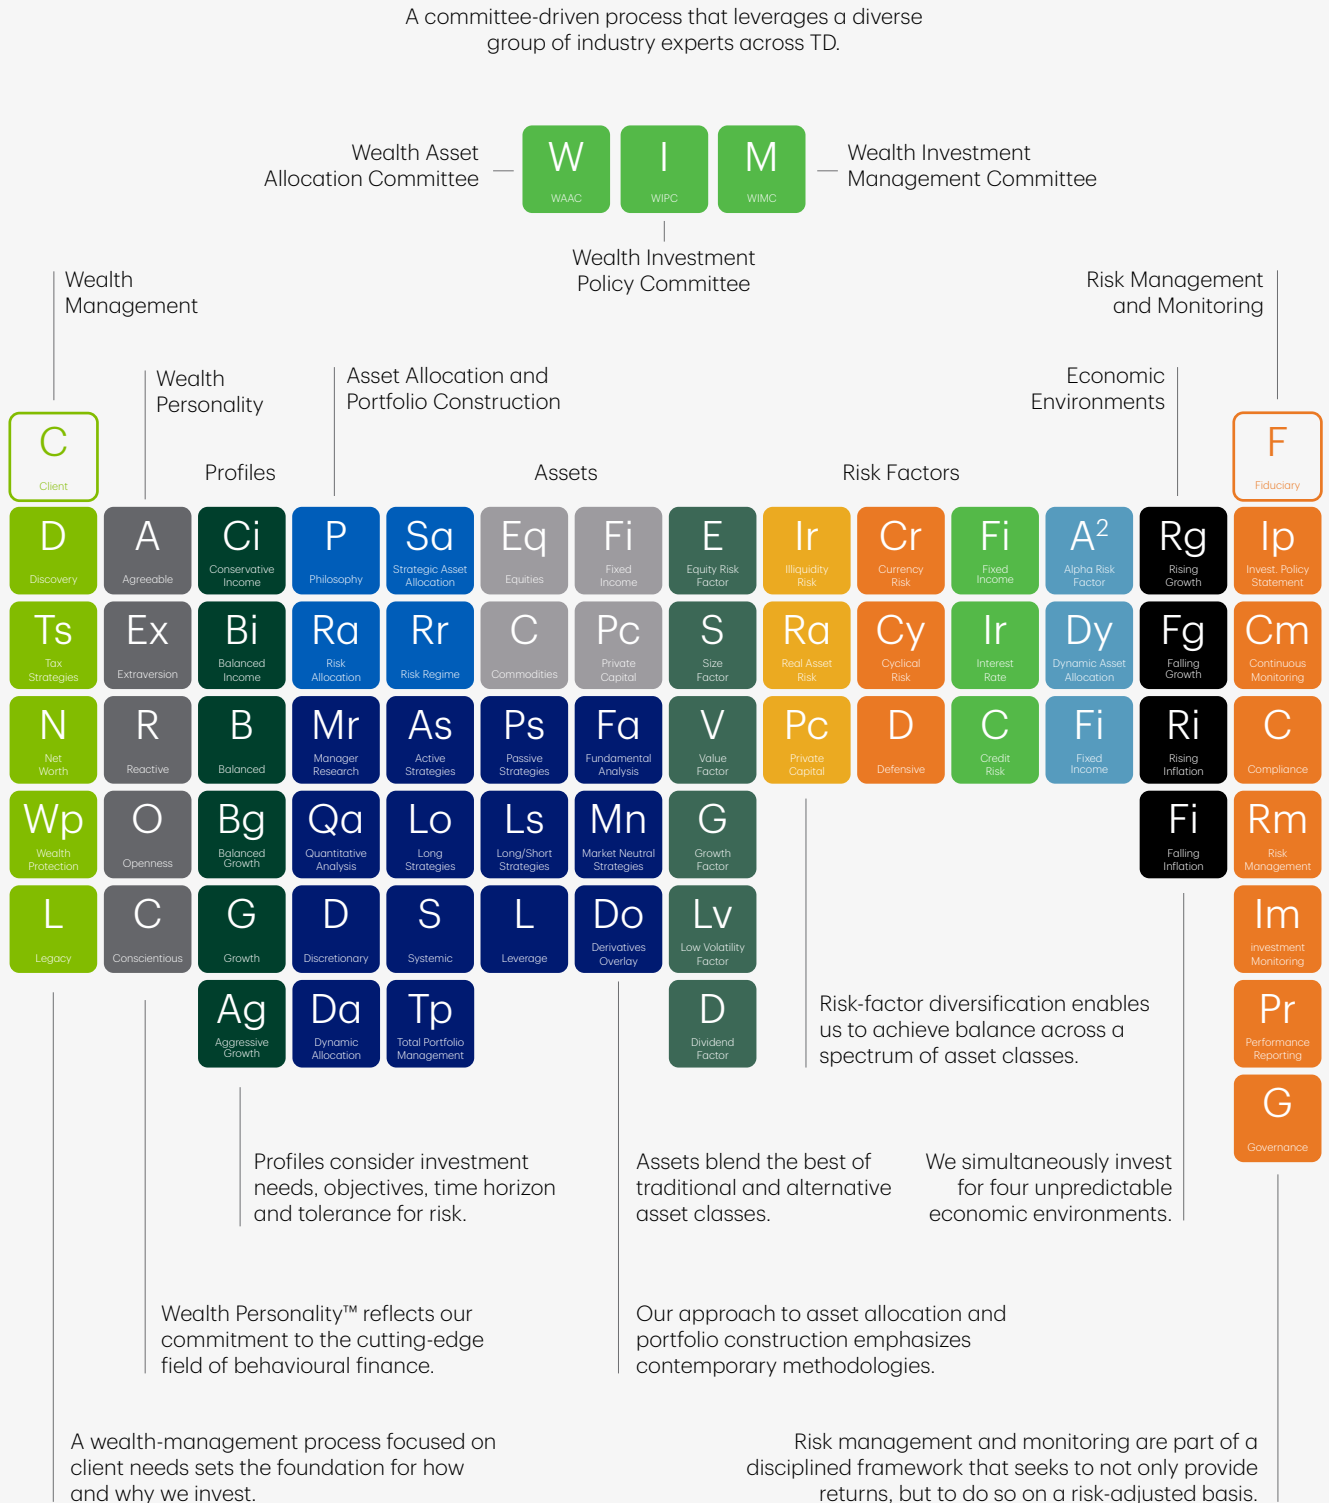 A committee-driven process that leverages a diverse
group of industry experts across TD.
Wealth Asset
Allocation Committee
W
WAAC
I
WIPC
M
WIMC
Wealth Investment
Management Committee
Wealth Investment
Policy Committee
Wealth
Management
Risk Management
and Monitoring
Wealth
Personality
Asset Allocation and
Portfolio Construction
Economic
Environments
C
Client
Profiles
Assets
Risk Factors
F
Fiduciary
D
Discovery
A
Agreeable
Ci
Conservative
Income
P
Philosophy
Sa
Strategic Asset
Allocation
Eq
Equities
Fi
Fixed
Income
E
Equity Risk
Factor
Ir
Illiquidity
Risk
Cr
Currency
Risk
Fi
Fixed
Income
A²
Alpha Risk
Factor
Rg
Rising
Growth
Ip
Invest. Policy
Statement
Ts
Tax
Strategies
Ex
Extraversion
Bi
Balanced
Income
Ra
Risk
Allocation
Rr
Risk Regime
C
Commodities
Pc
Private
Capital
S
Size
Factor
Ra
Real Asset
Risk
Cy
Cyclical
Risk
Ir
Interest
Rate
Dy
Dynamic Asset
Allocation
Fg
Falling
Growth
Cm
Continuous
Monitoring
N
Net
Worth
R
Reactive
B
Balanced
Mr
Manager
Research
As
Active
Strategies
Ps
Passive
Strategies
Fa
Fundamental
Analysis
V
Value
Factor
Pc
Private
Capital
D
Defensive
C
Credit
Risk
Fi
Fixed
Income
Ri
Rising
Inflation
C
Compliance
Wp
Wealth
Protection
O
Openness
Bg
Balanced
Growth
Qa
Quantitative
Analysis
Lo
Long
Strategies
Ls
Long/Short
Strategies
Mn
Market Neutral
Strategies
G
Growth
Factor
Fi
Falling
Inflation
Rm
Risk
Management
L
Legacy
C
Conscientious
G
Growth
D
Discretionary
S
Systemic
L
Leverage
Do
Derivatives
Overlay
Lv
Low Volatility
Factor
Im
investment
Monitoring
Ag
Aggressive
Growth
Da
Dynamic
Allocation
Tp
Total Portfolio
Management
D
Dividend
Factor
Pr
Performance
Reporting
G
Governance
Risk-factor diversification enables
us to achieve balance across a
spectrum of asset classes.
Profiles consider investment
needs, objectives, time horizon
and tolerance for risk.
Assets blend the best of
traditional and alternative
asset classes.
We simultaneously invest
for four unpredictable
economic environments.
Wealth Personality™ reflects our
commitment to the cutting-edge
field of behavioural finance.
Our approach to asset allocation and
portfolio construction emphasizes
contemporary methodologies.
A wealth-management process focused on
client needs sets the foundation for how
and why we invest.
Risk management and monitoring are part of a
disciplined framework that seeks to not only provide
returns, but to do so on a risk-adjusted basis.